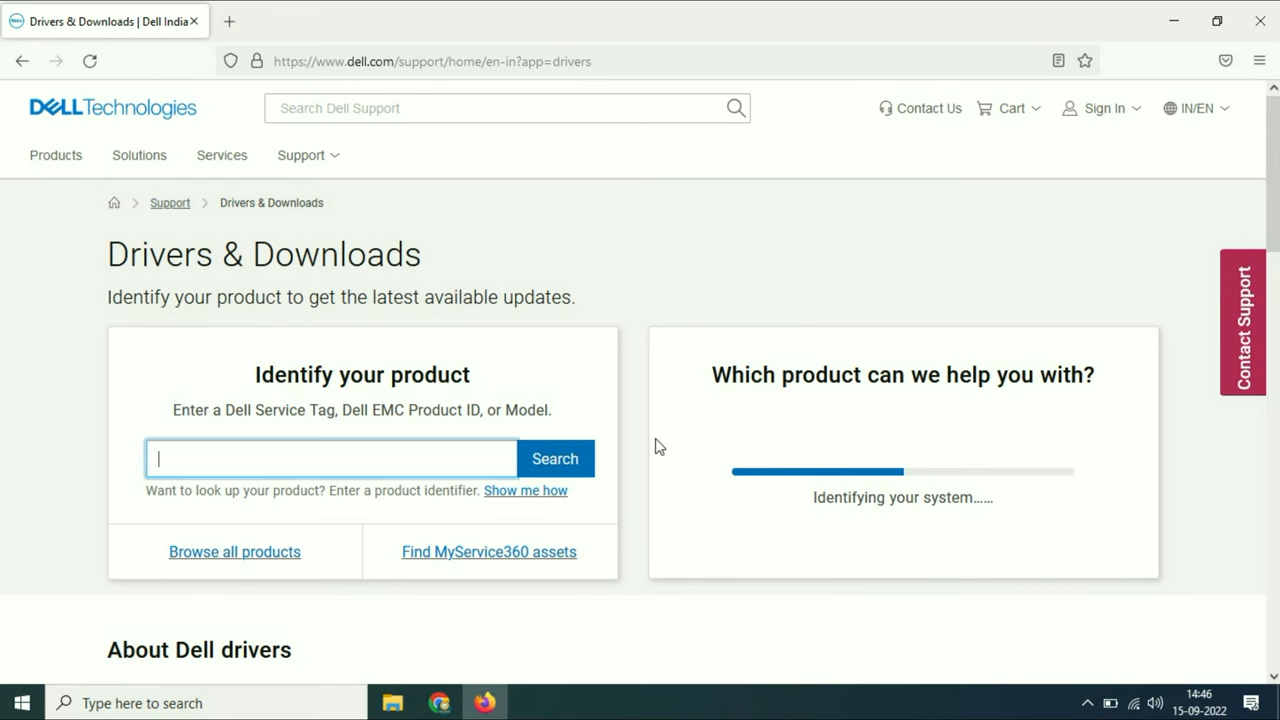 Drivers & Downloads | Dell India
https://www.dell.com/support/home/en-in?app=drivers
DELL Technologies
Search Dell Support
Contact Us
Cart
Sign In
IN/EN
Products
Solutions
Services
Support
Support
Drivers & Downloads
Drivers & Downloads
Identify your product to get the latest available updates.
Contact Support
Identify your product
Enter a Dell Service Tag, Dell EMC Product ID, or Model.
Search
Want to look up your product? Enter a product identifier. Show me how
Browse all products
Find MyService360 assets
Which product can we help you with?
Identifying your system......
About Dell drivers
Type here to search
14:46
15-09-2022